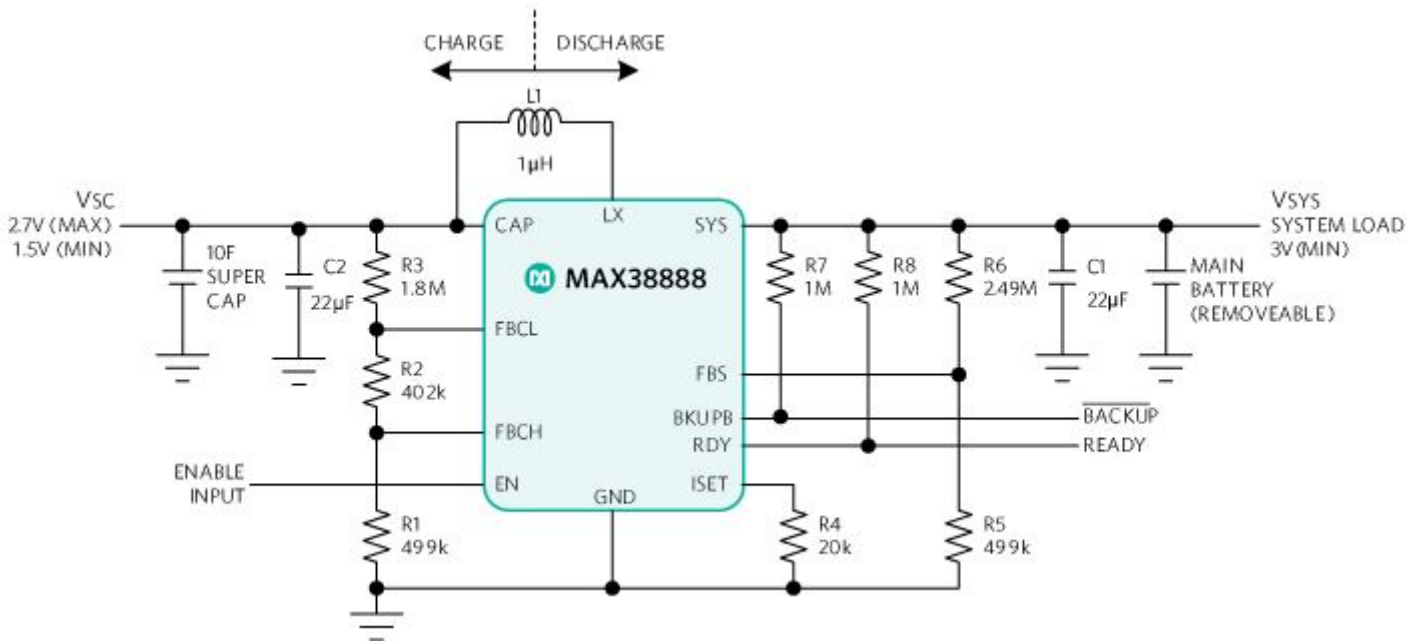 CHARGE
DISCHARGE
L1
1µH
VSC
2.7V (MAX)
1.5V (MIN)
10F
SUPER
CAP
C2
22µF
R3
1.8M
R2
402k
R1
499k
ENABLE
INPUT
CAP
LX
SYS
MAX38888
FBCL
FBS
BKUPB
FBCH
RDY
EN
ISET
GND
R7
1M
R8
1M
R6
2.49M
C1
22µF
MAIN
BATTERY
(REMOVEABLE)
VSYS
SYSTEM LOAD
3V (MIN)
BACKUP
READY
R4
20k
R5
499k